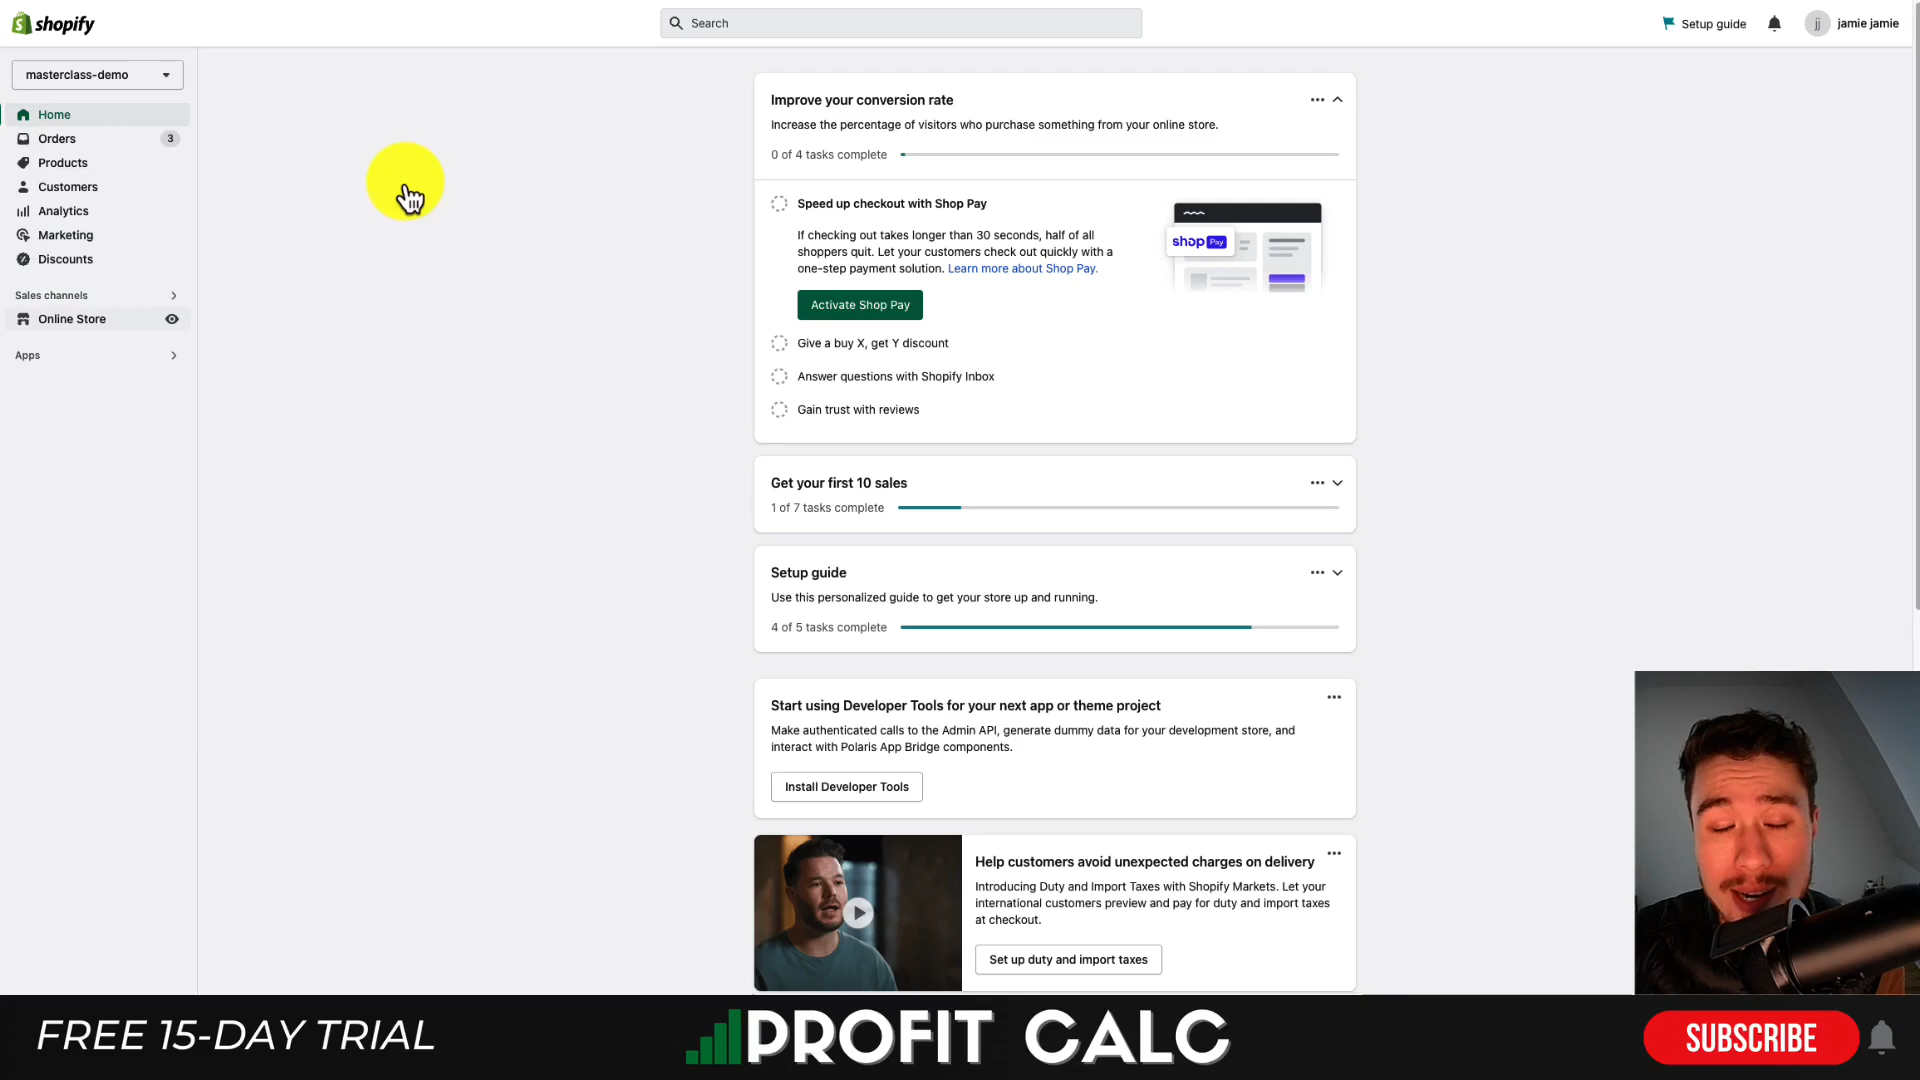 shopify
Search
Setup guide
jj
jamie jamie
masterclass-demo
Home
Orders
3
Products
Customers
Analytics
Marketing
Discounts
Sales channels
Online Store
Apps
Improve your conversion rate
Increase the percentage of visitors who purchase something from your online store.
0 of 4 tasks complete
Speed up checkout with Shop Pay
If checking out takes longer than 30 seconds, half of all
shoppers quit. Let your customers check out quickly with a
one-step payment solution. Learn more about Shop Pay.
shop Pay
Activate Shop Pay
Give a buy X, get Y discount
Answer questions with Shopify Inbox
Gain trust with reviews
Get your first 10 sales
1 of 7 tasks complete
Setup guide
Use this personalized guide to get your store up and running.
4 of 5 tasks complete
Start using Developer Tools for your next app or theme project
Make authenticated calls to the Admin API, generate dummy data for your development store, and
interact with Polaris App Bridge components.
Install Developer Tools
Help customers avoid unexpected charges on delivery
Introducing Duty and Import Taxes with Shopify Markets. Let your
international customers preview and pay for duty and import taxes
at checkout.
Set up duty and import taxes
FREE 15-DAY TRIAL
PROFIT CALC
SUBSCRIBE